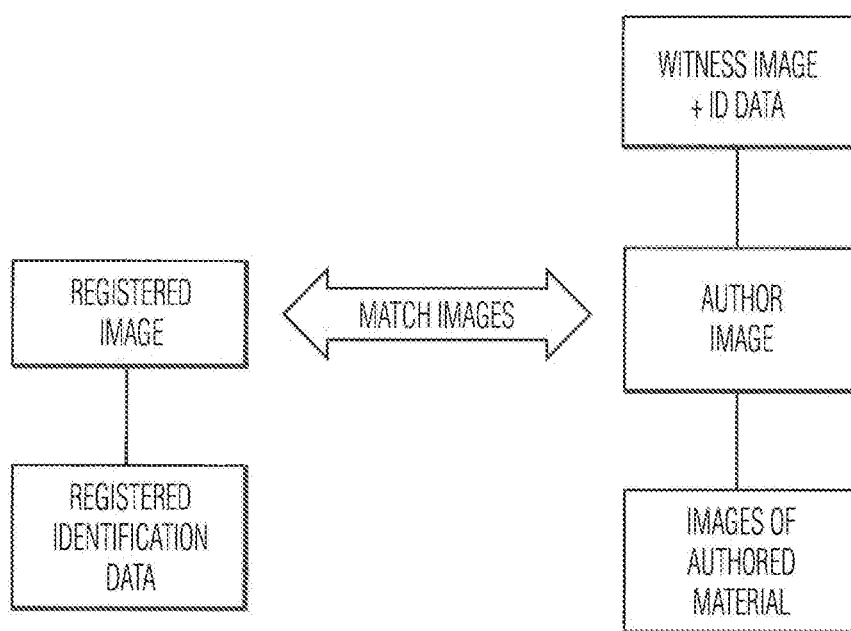 WITNESS IMAGE
+ ID DATA
REGISTERED
IMAGE
MATCH IMAGES
AUTHOR
IMAGE
REGISTERED
IDENTIFICATION
DATA
IMAGES OF
AUTHORED
MATERIAL